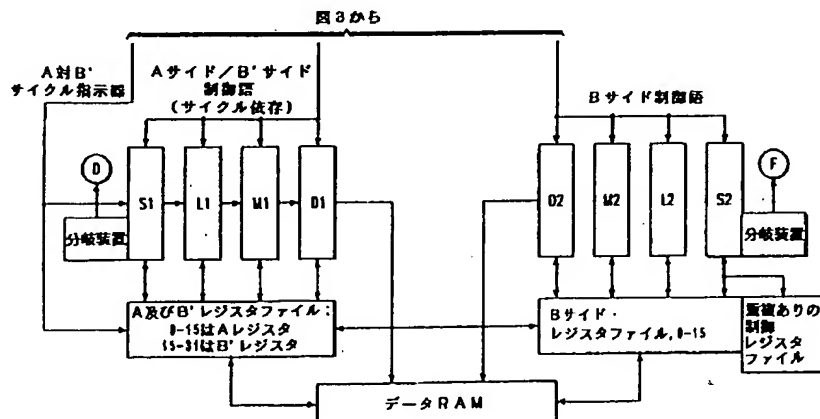 図3から
A対B'
サイクル指示線
Aサイド/B'サイド
制御語
(サイクル依存)
Bサイド制御語
D
S1
L1
M1
D1
D2
M2
L2
S2
F
分岐装置
分岐装置
A及びB'レジスタファイル:
0-15はAレジスタ
15-31はB'レジスタ
Bサイド・
レジスタファイル,0-15
重複ありの
制御
レジスタ
ファイル
データRAM